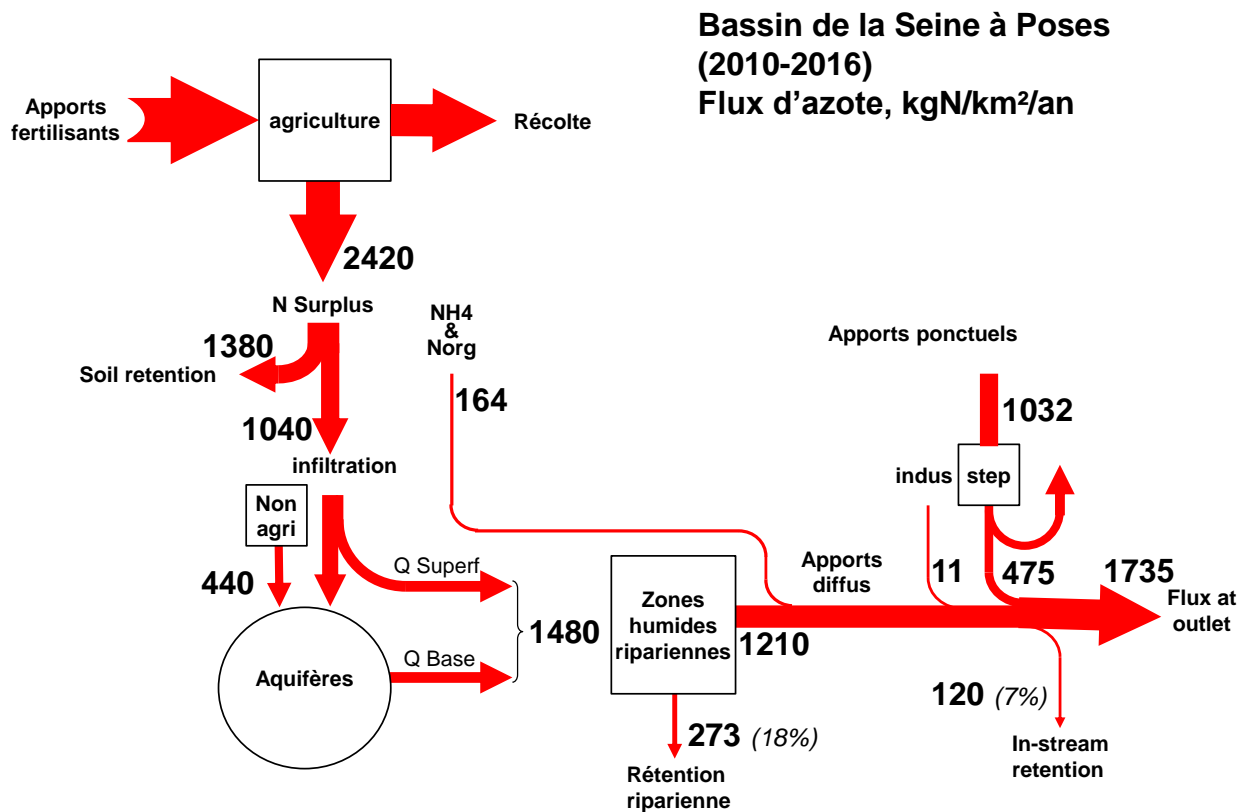 Bassin de la Seine à Poses
(2010-2016)
Flux d'azote, kgN/km²/an
Apports
fertilisants
agriculture
Récolte
2420
N Surplus
1380
Soil retention
1040
infiltration
NH4
&
Norg
164
Apports ponctuels
1032
indus
step
Non
agri
440
Q Superf
Q Base
1480
Aquifères
Zones
humides
ripariennes
1210
Apports
diffus
11
475
1735
Flux at
outlet
273 (18%)
Rétention
riparienne
120 (7%)
In-stream
retention